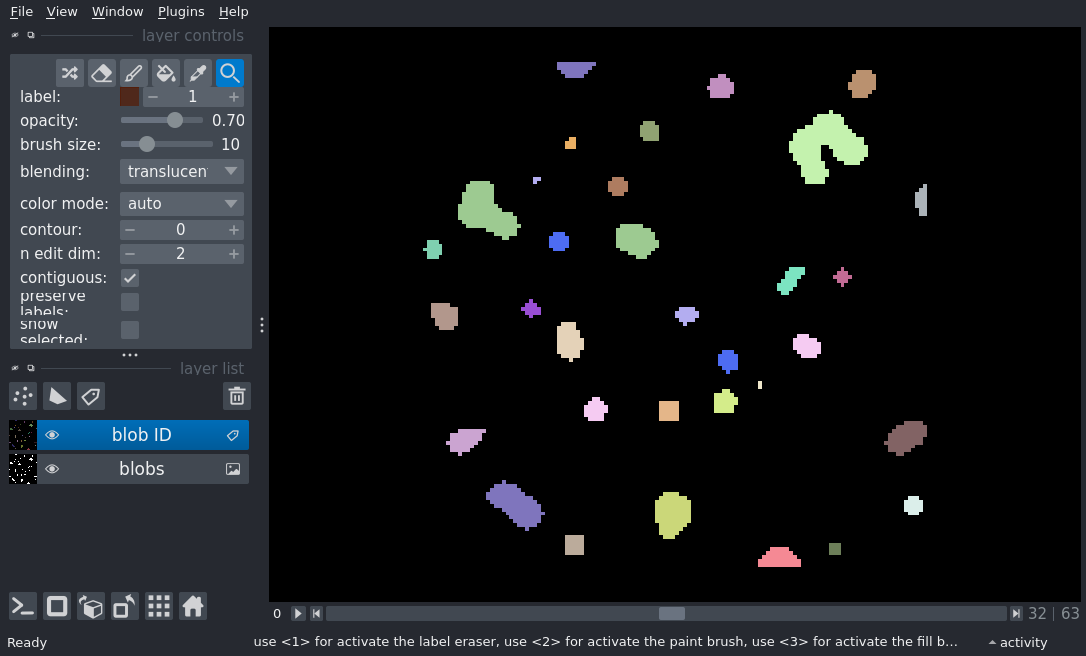 File View Window Plugins Help
layer controls
label: 1
opacity: 0.70
brush size: 10
blending: translucen
color mode: auto
contour: 0
n edit dim: 2
contiguous:
preserve
labels:
show
selected:
layer list
blob ID
blobs
0 32 63
Ready use <1> for activate the label eraser, use <2> for activate the paint brush, use <3> for activate the fill b... activity